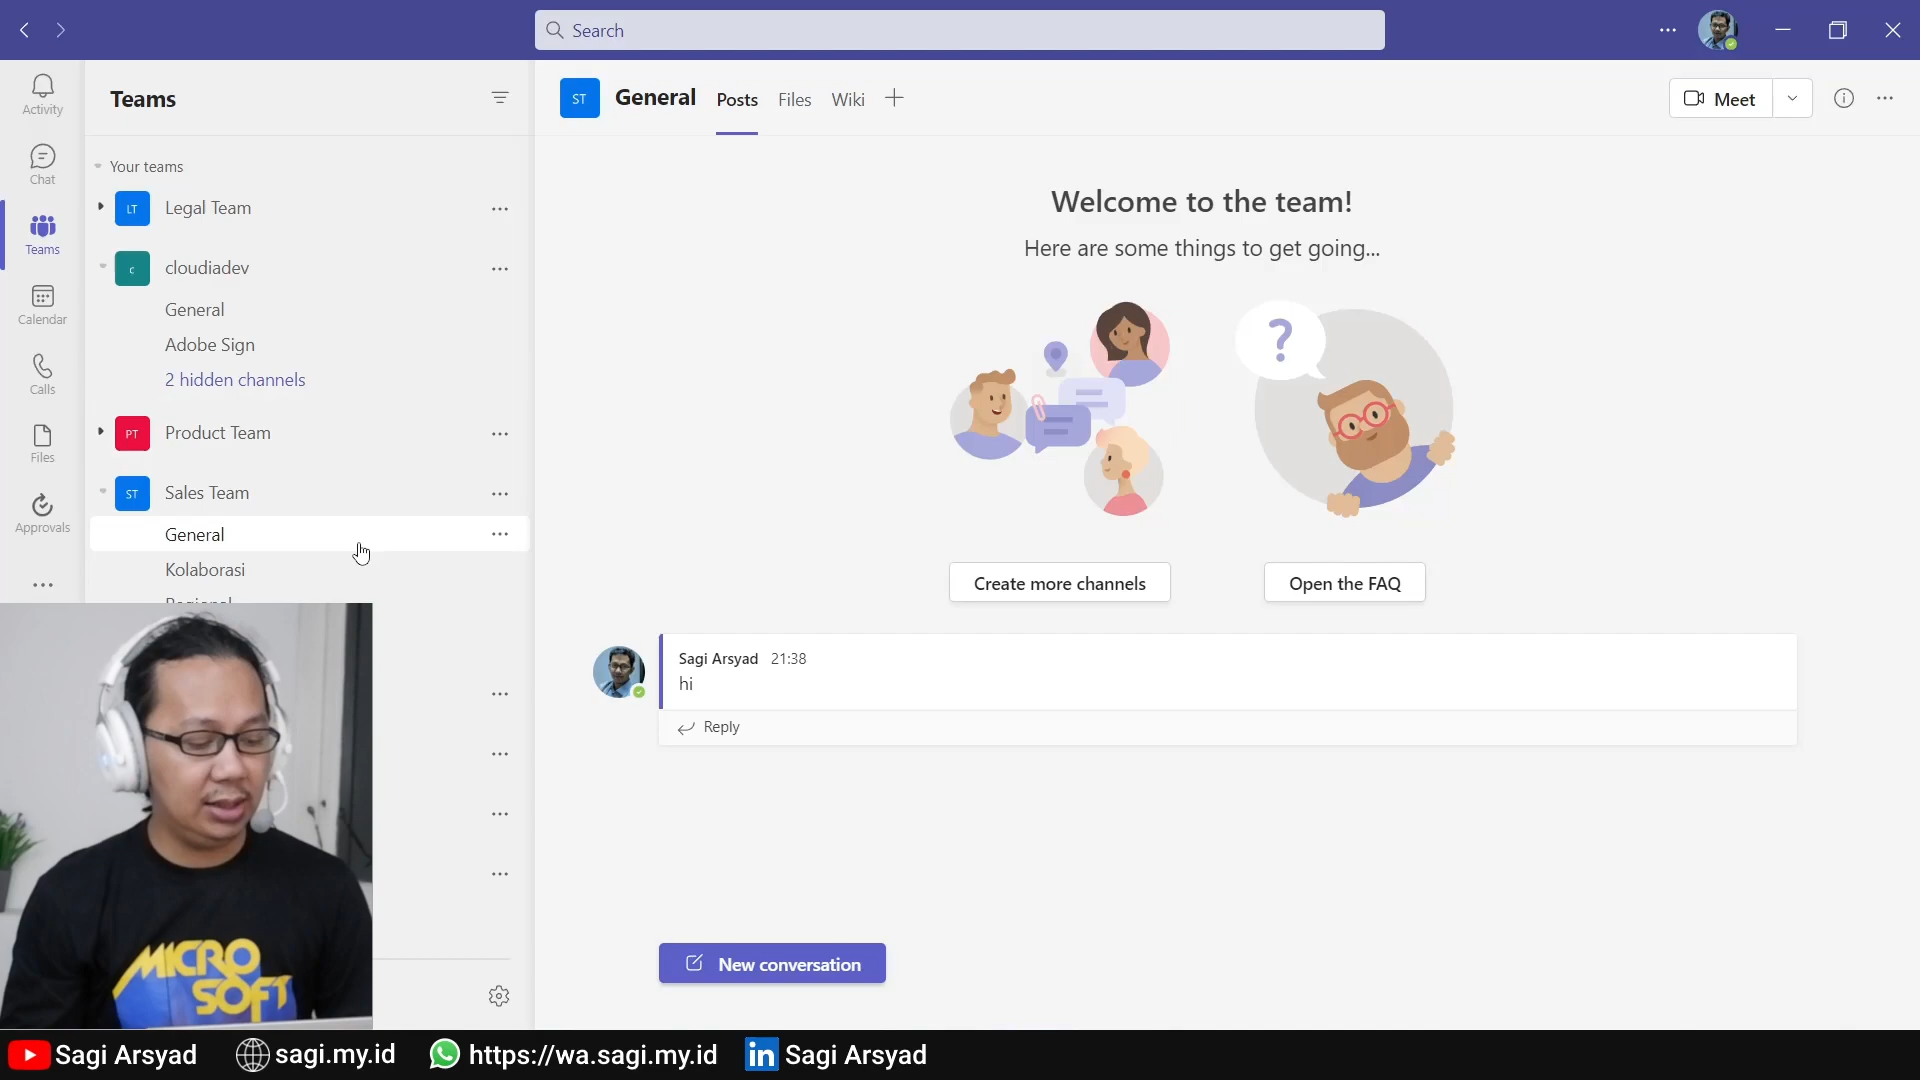 Search
Activity
Chat
Teams
Calendar
Calls
Files
Approvals
Teams
Your teams
LT Legal Team
c cloudiadev
General
Adobe Sign
2 hidden channels
PT Product Team
ST Sales Team
General
Kolaborasi
ST General Posts Files Wiki
Meet
Welcome to the team!
Here are some things to get going...
?
Create more channels
Open the FAQ
Sagi Arsyad 21:38
hi
Reply
New conversation
MICRO
SOFT
Sagi Arsyad sagi.my.id https://wa.sagi.my.id in Sagi Arsyad